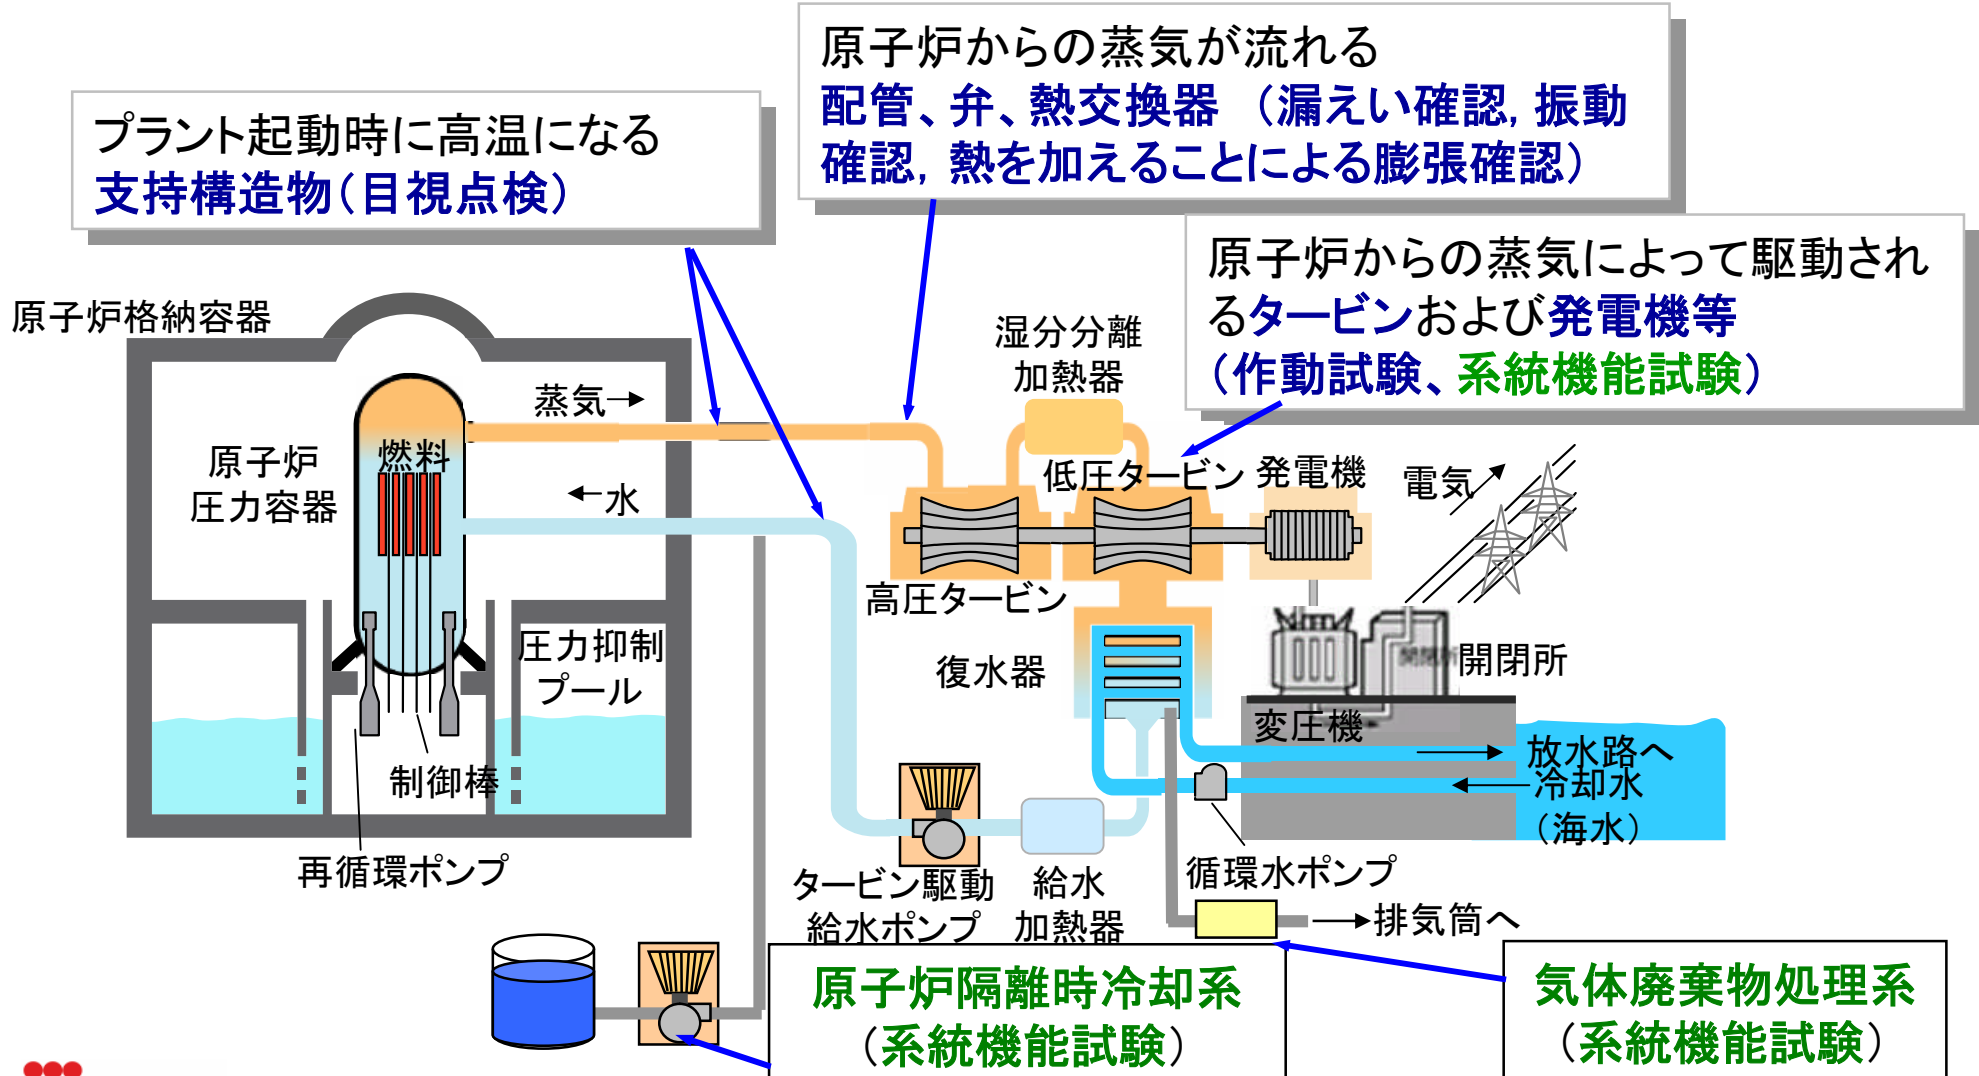 原子炉からの蒸気が流れる
配管、弁、熱交換器 （漏えい確認, 振動
確認, 熱を加えることによる膨張確認）
プラント起動時に高温になる
支持構造物（目視点検）
原子炉からの蒸気によって駆動され
るタービンおよび発電機等
（作動試験、系統機能試験）
原子炉格納容器
湿分分離
加熱器
蒸気
燃料
原子炉
圧力容器
水
低圧タービン
発電機
電気
高圧タービン
圧力抑制
プール
復水器
開閉所
開閉所
変圧機
放水路へ
冷却水
（海水）
制御棒
再循環ポンプ
タービン駆動
給水ポンプ
給水
加熱器
循環水ポンプ
排気筒へ
原子炉隔離時冷却系
（系統機能試験）
気体廃棄物処理系
（系統機能試験）